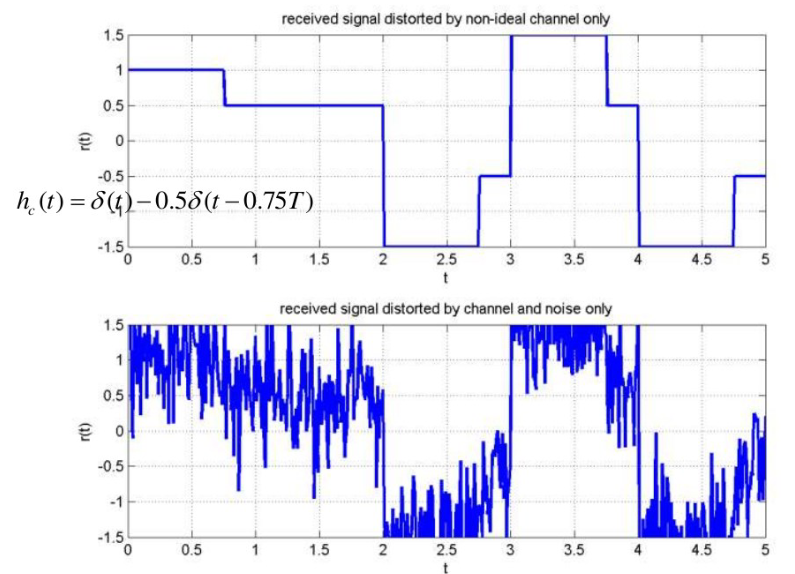 received signal distorted by non-ideal channel only
1.5
1
0.5
0
-0.5
-1
-1.5
r(t)
h_c(t) = δ(t) − 0.5δ(t − 0.75T)
0 0.5 1 1.5 2 2.5 3 3.5 4 4.5 5
t
received signal distorted by channel and noise only
1.5
1
0.5
0
-0.5
-1
-1.5
r(t)
0 0.5 1 1.5 2 2.5 3 3.5 4 4.5 5
t